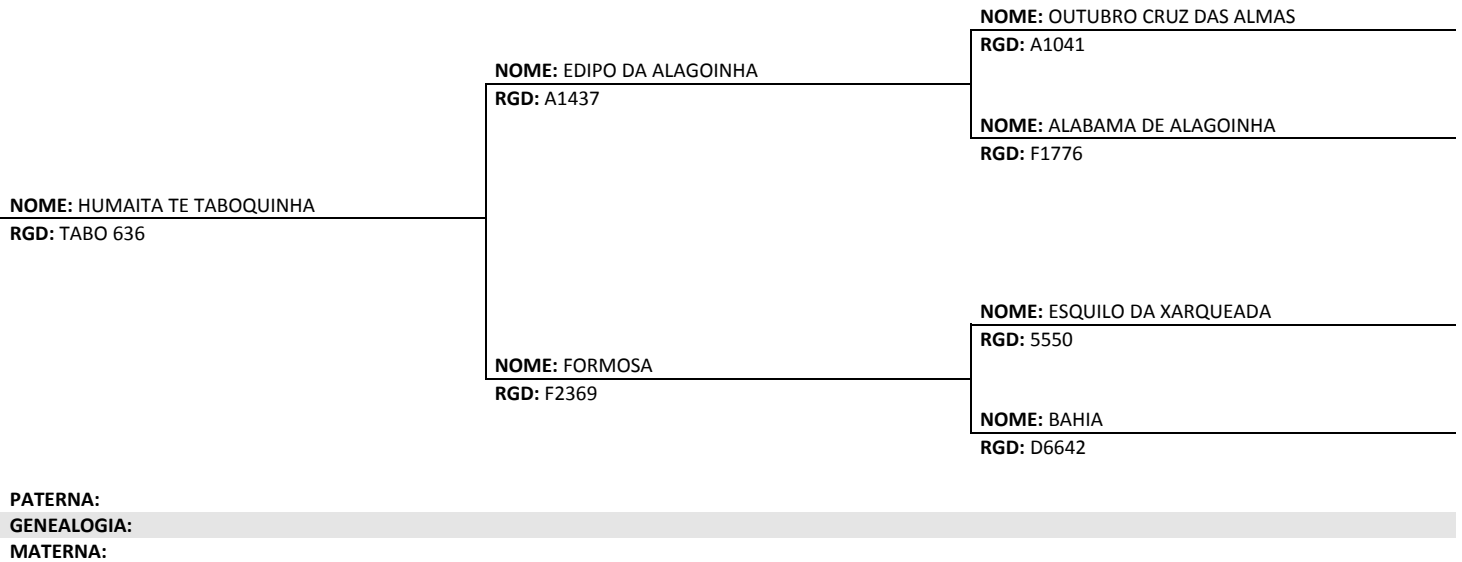 NOME: OUTUBRO CRUZ DAS ALMAS
RGD: A1041
NOME: EDIPO DA ALAGOINHA
RGD: A1437
NOME: ALABAMA DE ALAGOINHA
RGD: F1776
NOME: HUMAITA TE TABOQUINHA
RGD: TABO 636
NOME: ESQUILO DA XARQUEADA
RGD: 5550
NOME: FORMOSA
RGD: F2369
NOME: BAHIA
RGD: D6642
PATERNA:
GENEALOGIA:
MATERNA: